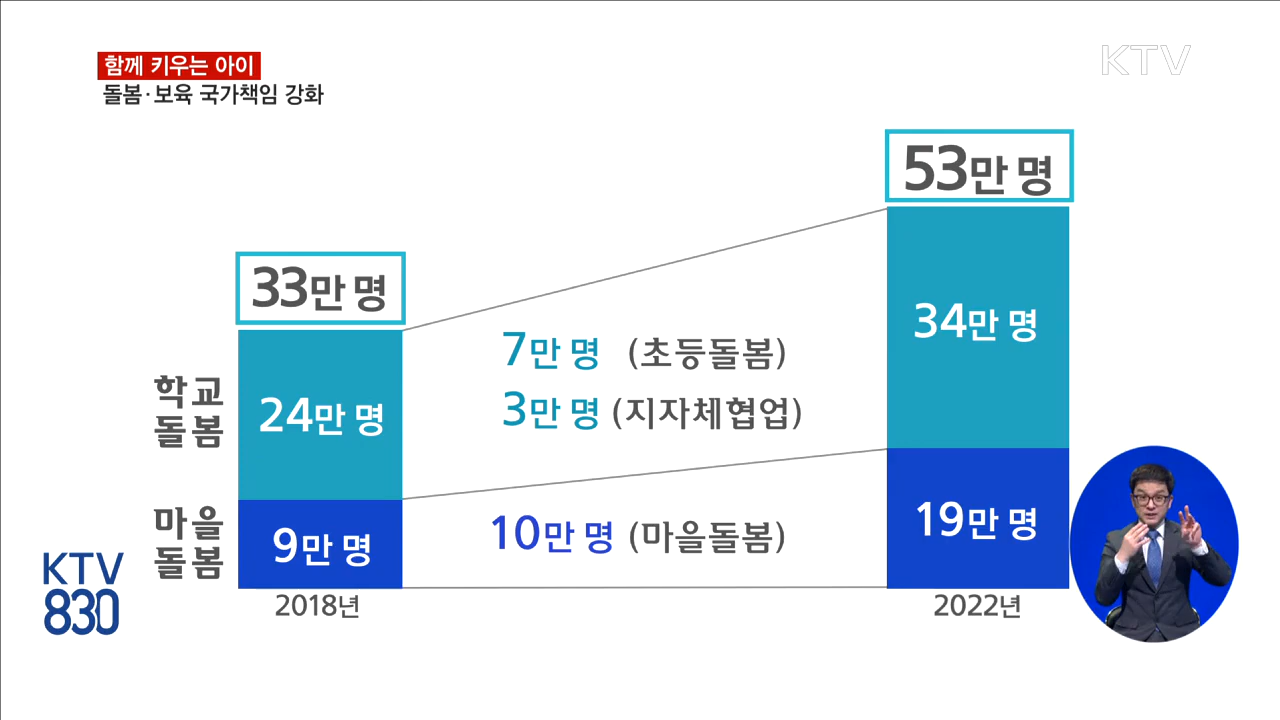 함께 키우는 아이
돌봄·보육 국가책임 강화
KTV
33만 명
53만 명
학교
돌봄
24만 명
7만 명 (초등돌봄)
3만 명 (지자체협업)
34만 명
마을
돌봄
9만 명
10만 명 (마을돌봄)
19만 명
2018년
2022년
KTV
830